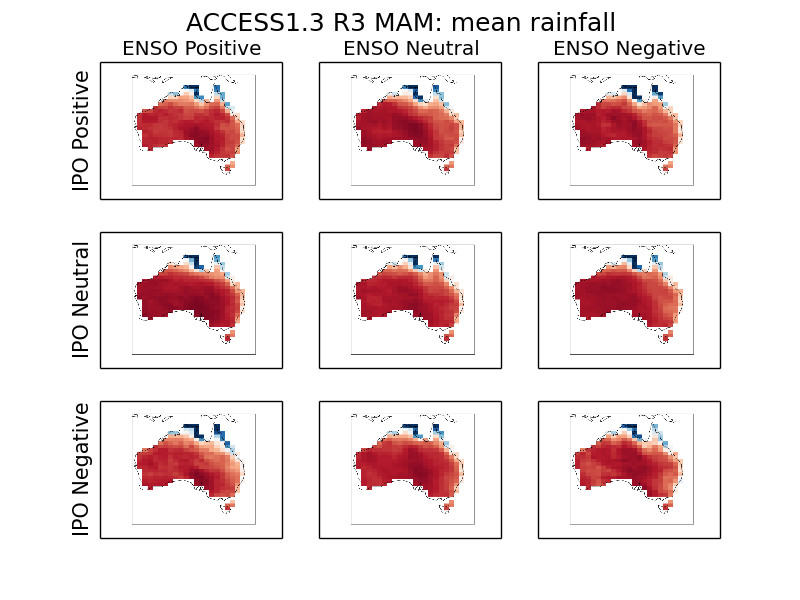 ACCESS1.3 R3 MAM: mean rainfall
ENSO Positive
ENSO Neutral
ENSO Negative
IPO Positive
IPO Neutral
IPO Negative